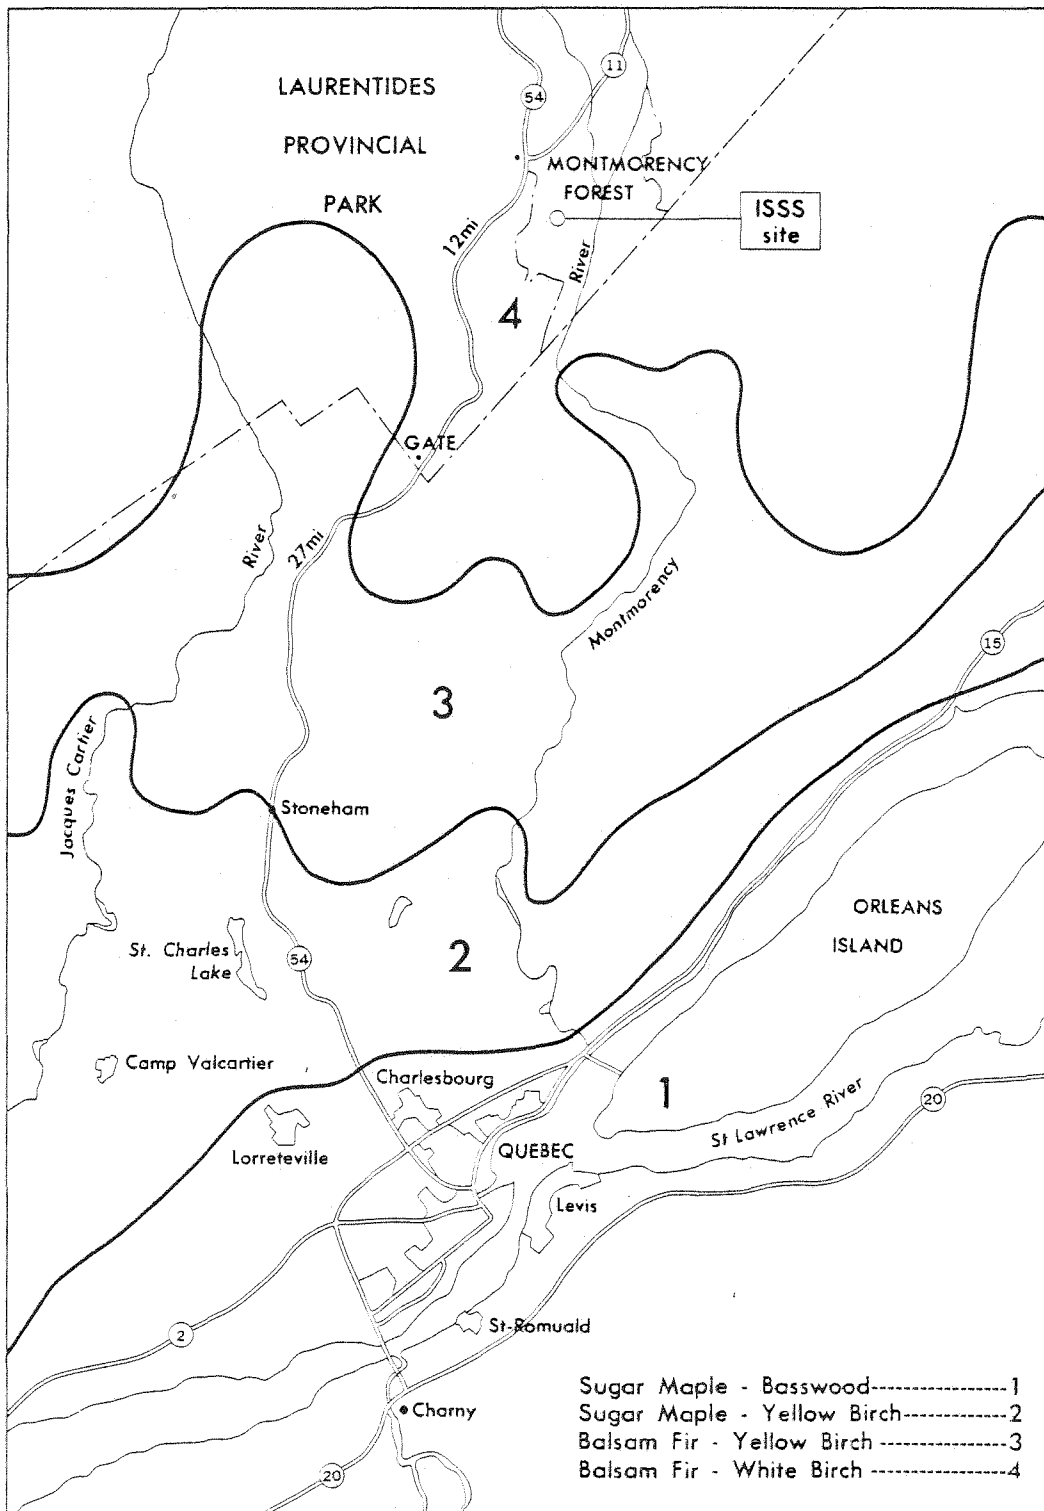 LAURENTIDES
PROVINCIAL
PARK
11
54
MONTMORENCY
FOREST
ISSS
site
12mi
River
4
GATE
River
27mi
Montmorency
15
3
Jacques Cartier
Stoneham
ORLEANS
ISLAND
St. Charles
Lake
54
2
Camp Valcartier
Charlesbourg
1
St Lawrence River
20
Lorreteville
QUEBEC
Levis
2
St-Romuald
Charny
20
Sugar Maple - Basswood-----------------1
Sugar Maple - Yellow Birch-------------2
Balsam Fir - Yellow Birch ----------------3
Balsam Fir - White Birch -----------------4